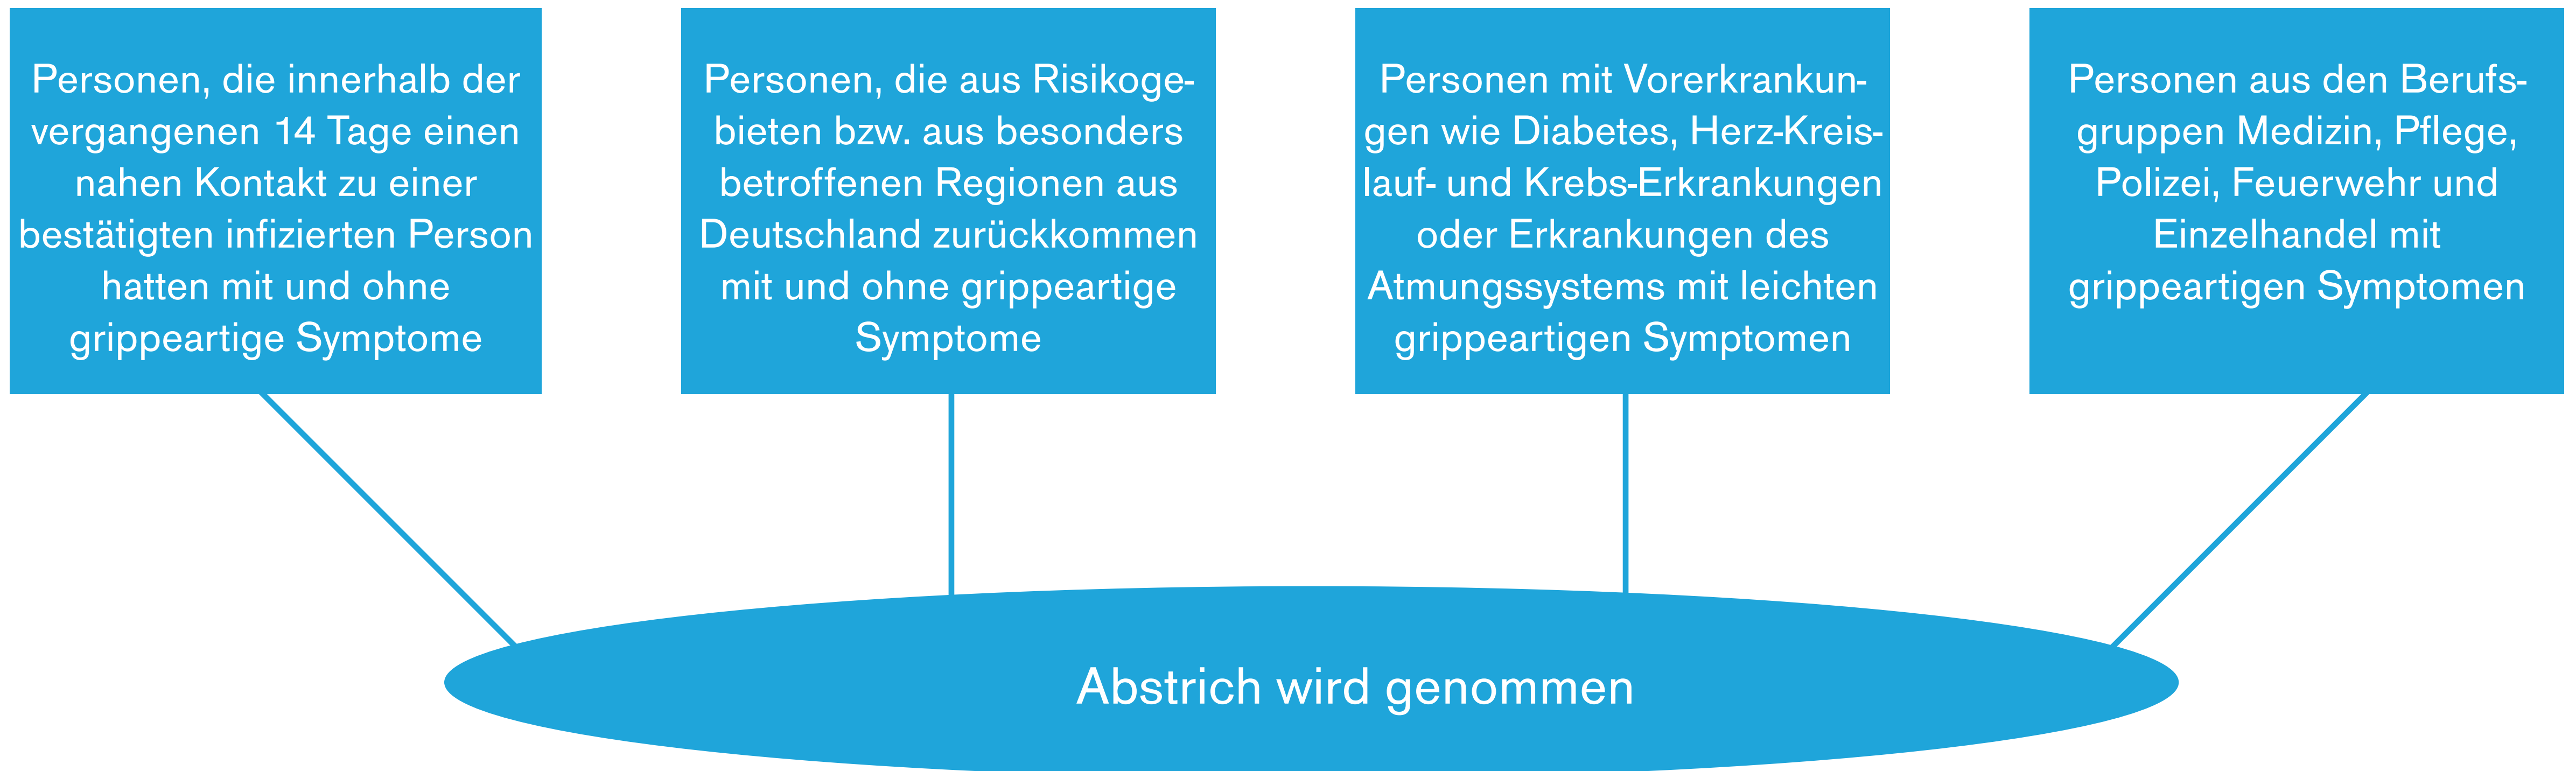 Personen, die innerhalb der
vergangenen 14 Tage einen
nahen Kontakt zu einer
bestätigten infizierten Person
hatten mit und ohne
grippeartige Symptome
Personen, die aus Risikoge-
bieten bzw. aus besonders
betroffenen Regionen aus
Deutschland zurückkommen
mit und ohne grippeartige
Symptome
Personen mit Vorerkrankun-
gen wie Diabetes, Herz-Kreis-
lauf- und Krebs-Erkrankungen
oder Erkrankungen des
Atmungssystems mit leichten
grippeartigen Symptomen
Personen aus den Berufs-
gruppen Medizin, Pflege,
Polizei, Feuerwehr und
Einzelhandel mit
grippeartigen Symptomen
Abstrich wird genommen